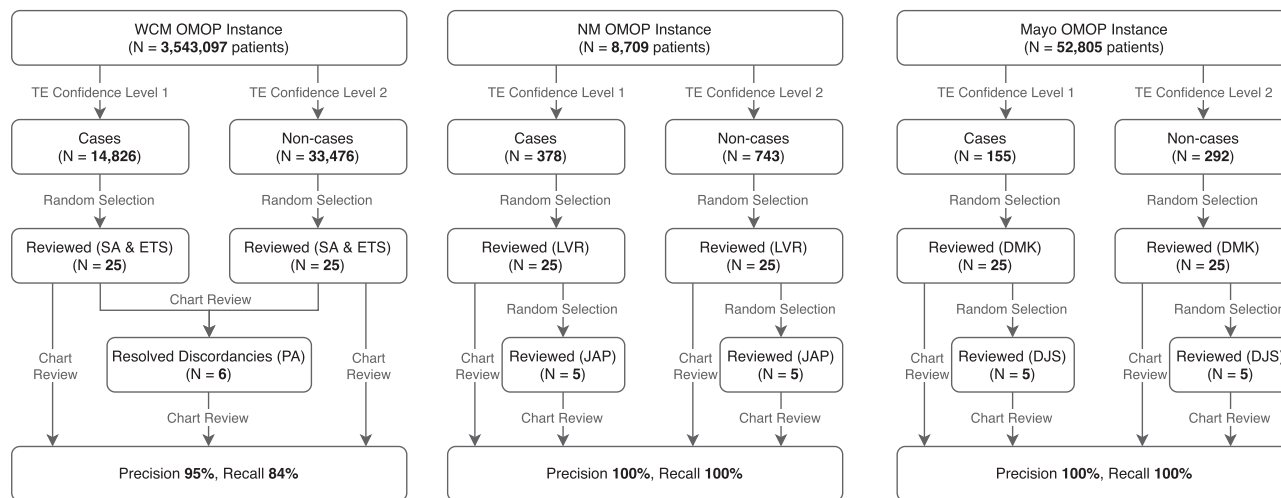 WCM OMOP Instance
(N = 3,543,097 patients)
TE Confidence Level 1
TE Confidence Level 2
Cases
(N = 14,826)
Non-cases
(N = 33,476)
Random Selection
Random Selection
Reviewed (SA & ETS)
(N = 25)
Reviewed (SA & ETS)
(N = 25)
Chart Review
Chart
Review
Resolved Discordancies (PA)
(N = 6)
Chart
Review
Chart Review
Precision 95%, Recall 84%
NM OMOP Instance
(N = 8,709 patients)
TE Confidence Level 1
TE Confidence Level 2
Cases
(N = 378)
Non-cases
(N = 743)
Random Selection
Random Selection
Reviewed (LVR)
(N = 25)
Reviewed (LVR)
(N = 25)
Random Selection
Random Selection
Chart
Review
Reviewed (JAP)
(N = 5)
Chart
Review
Reviewed (JAP)
(N = 5)
Chart Review
Chart Review
Precision 100%, Recall 100%
Mayo OMOP Instance
(N = 52,805 patients)
TE Confidence Level 1
TE Confidence Level 2
Cases
(N = 155)
Non-cases
(N = 292)
Random Selection
Random Selection
Reviewed (DMK)
(N = 25)
Reviewed (DMK)
(N = 25)
Random Selection
Random Selection
Chart
Review
Reviewed (DJS)
(N = 5)
Chart
Review
Reviewed (DJS)
(N = 5)
Chart Review
Chart Review
Precision 100%, Recall 100%